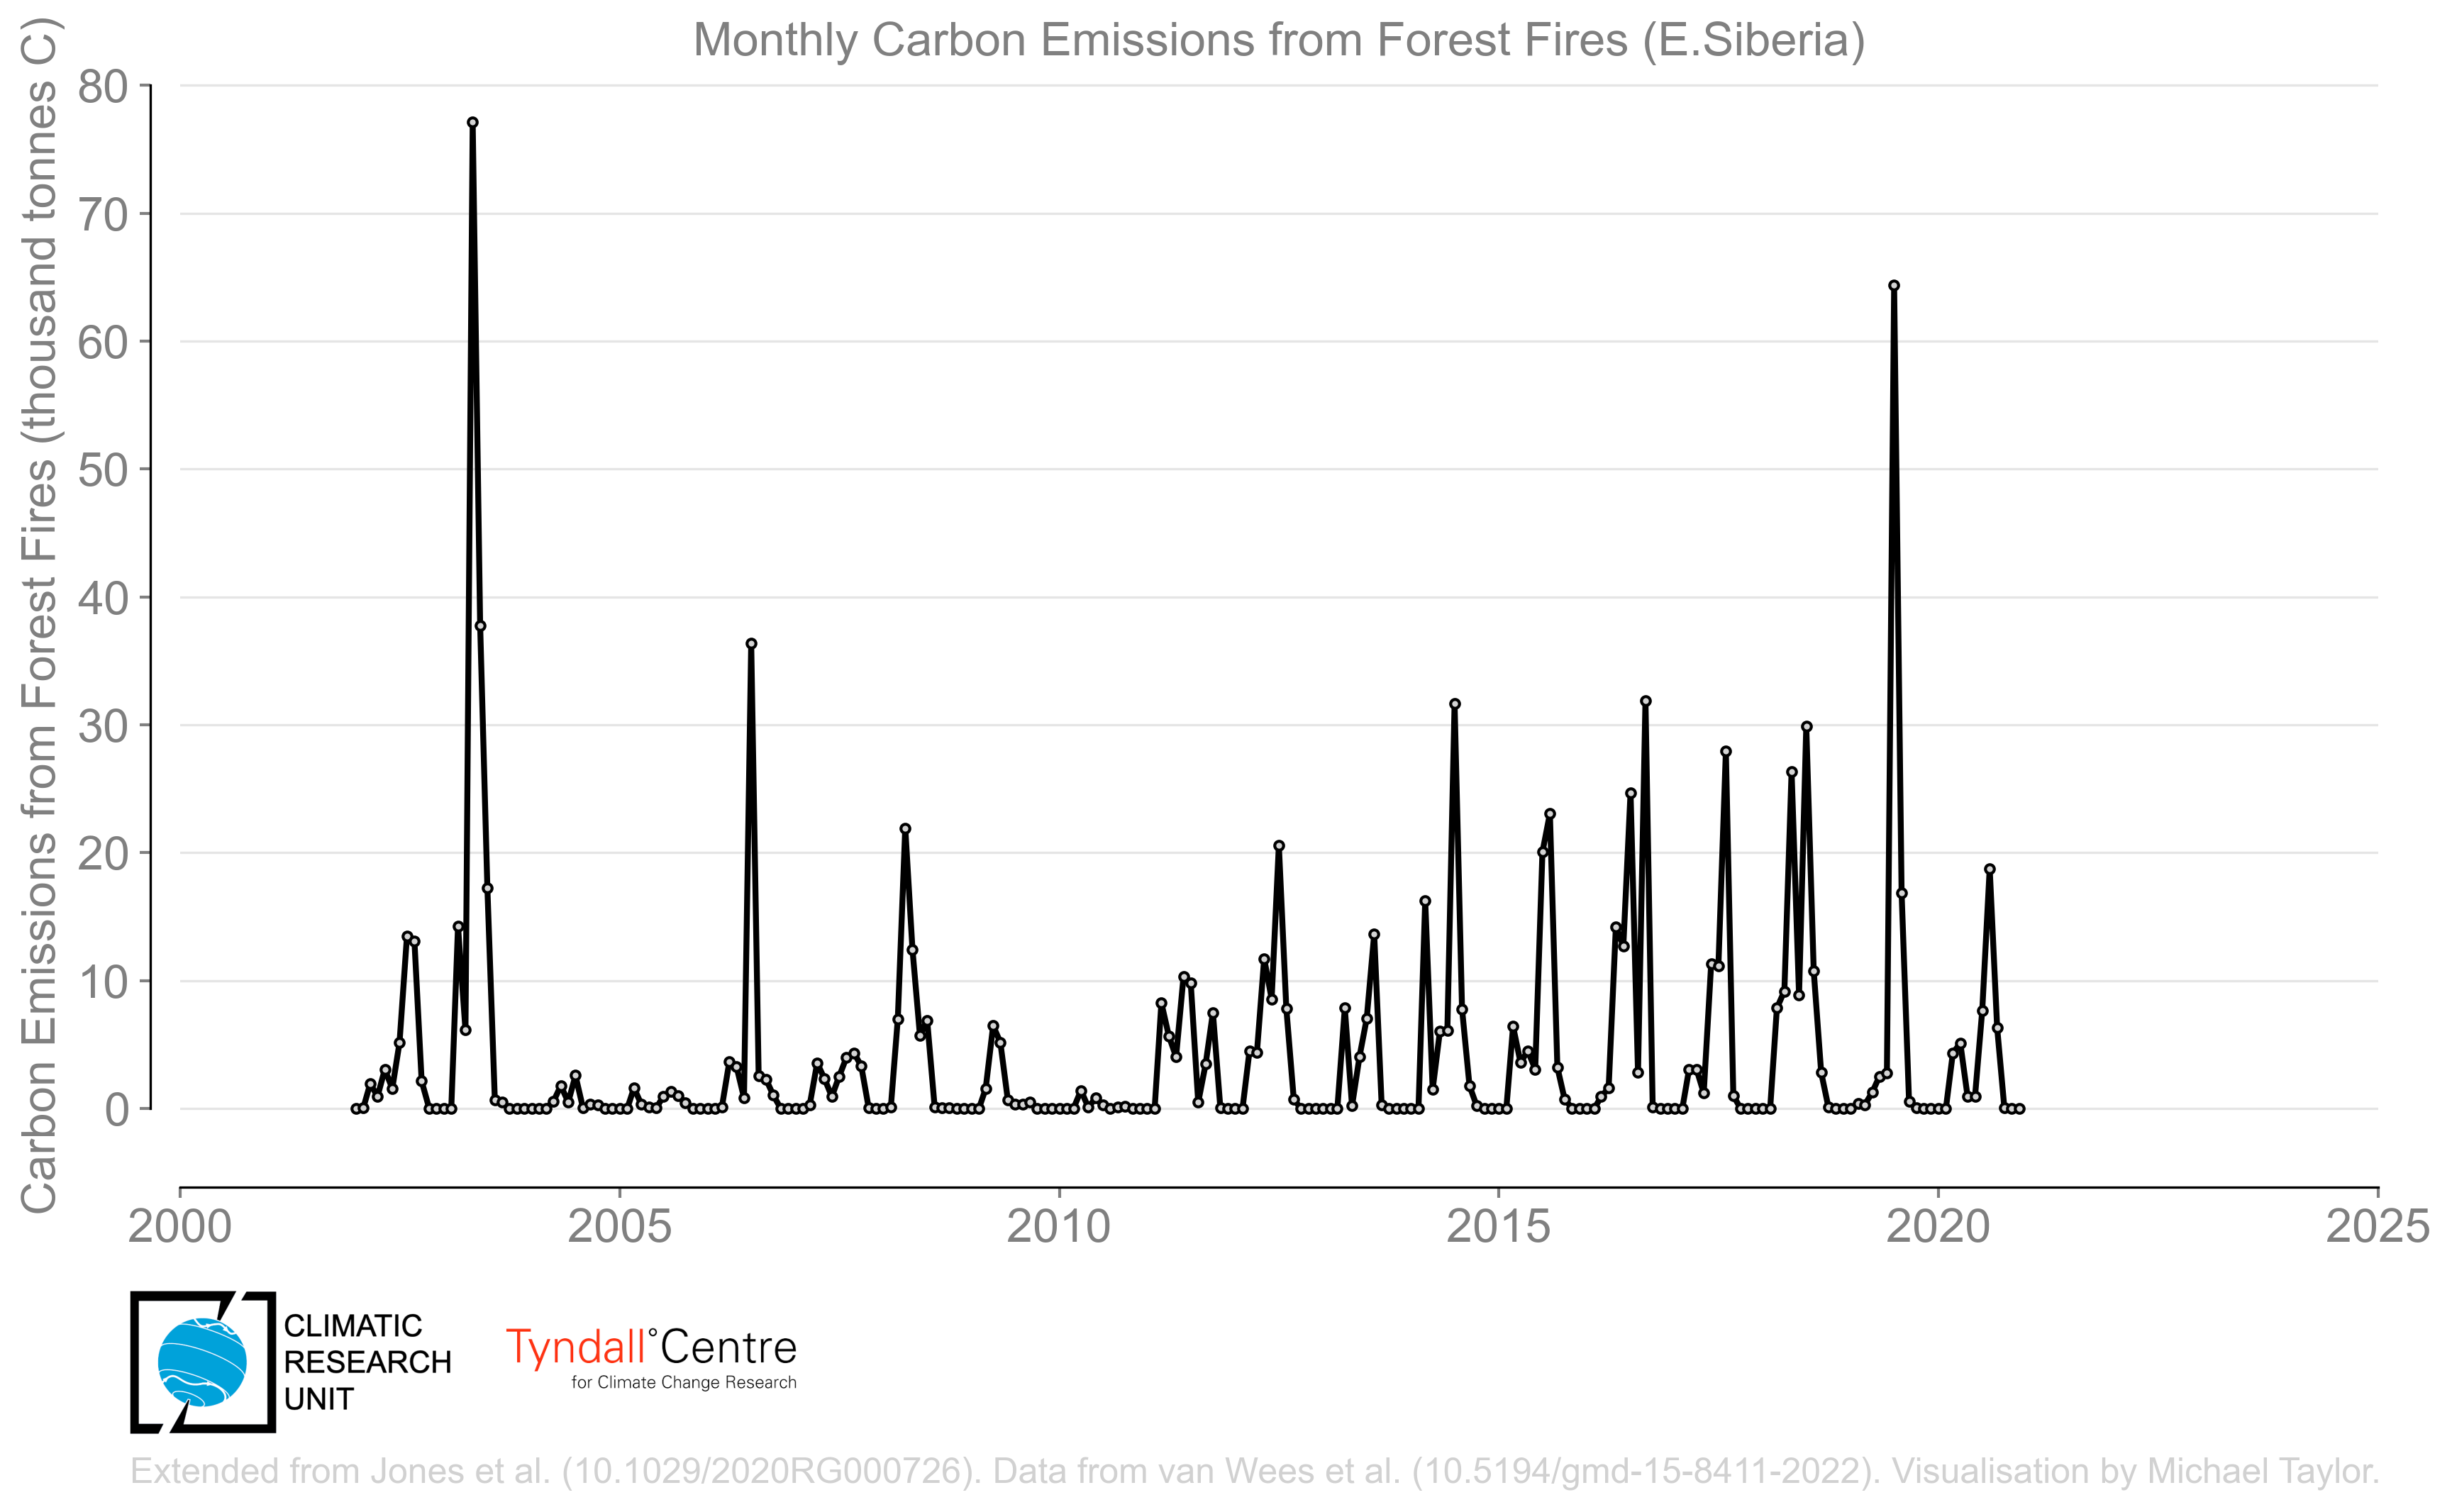 Monthly Carbon Emissions from Forest Fires (E.Siberia)
Carbon Emissions from Forest Fires (thousand tonnes C)
80
70
60
50
40
30
20
10
0
2000
2005
2010
2015
2020
2025
CLIMATIC
RESEARCH
UNIT
Tyndall°Centre
for Climate Change Research
Extended from Jones et al. (10.1029/2020RG000726). Data from van Wees et al. (10.5194/gmd-15-8411-2022). Visualisation by Michael Taylor.